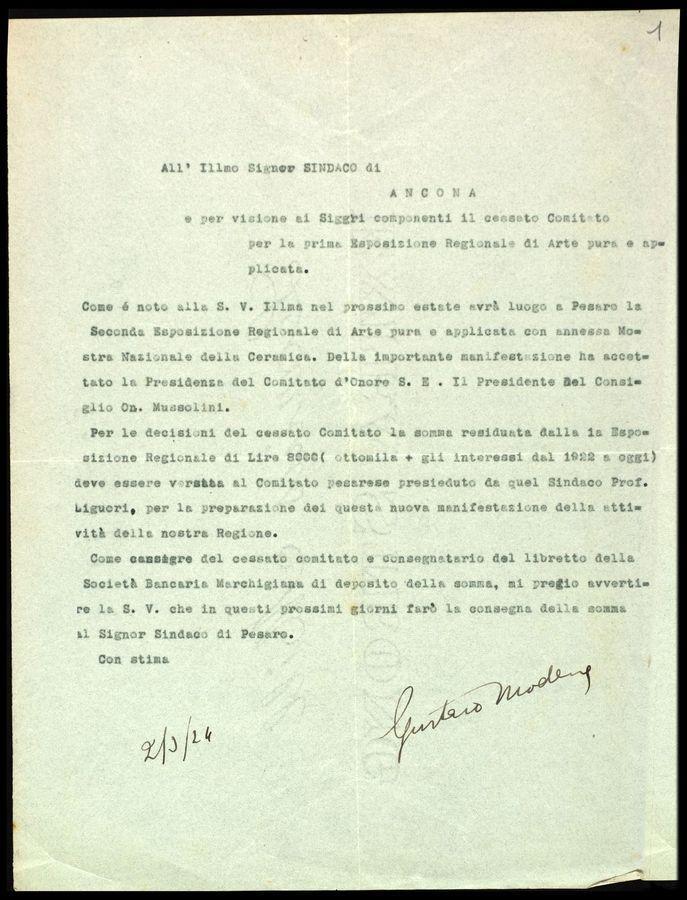 1
All' Illmo Signor SINDACO di
A N C O N A
e per visione ai Siggri componenti il cessato Comitato
per la prima Esposizione Regionale di Arte pura e ap=
plicata.
Come é noto alla S. V. Illma nel prossimo estate avrà luogo a Pesaro la
Seconda Esposizione Regionale di Arte pura e applicata con annessa Mo=
stra Nazionale della Ceramica. Della importante manifestazione ha accet=
tato la Presidenza del Comitato d'Onore S. E . Il Presidente Del Consi=
glio On. Mussolini.
Per le decisioni del cessato Comitato la somma residuata dalla 1a Espo=
sizione Regionale di Lire 8000( ottomila + gli interessi dal 1922 a oggi)
deve essere versata al Comitato pesarese presieduto da quel Sindaco Prof.
Liguori, per la preparazione dei questa nuova manifestazione della atti=
vità della nostra Regione.
Come del cessato comitato e consegnatario del libretto della
Società Bancaria Marchigiana di deposito della somma, mi pregio avverti=
re la S. V. che in questi prossimi giorni farò la consegna della somma
al Signor Sindaco di Pesaro.
Con stima
Gustavo Modena
2/3/24